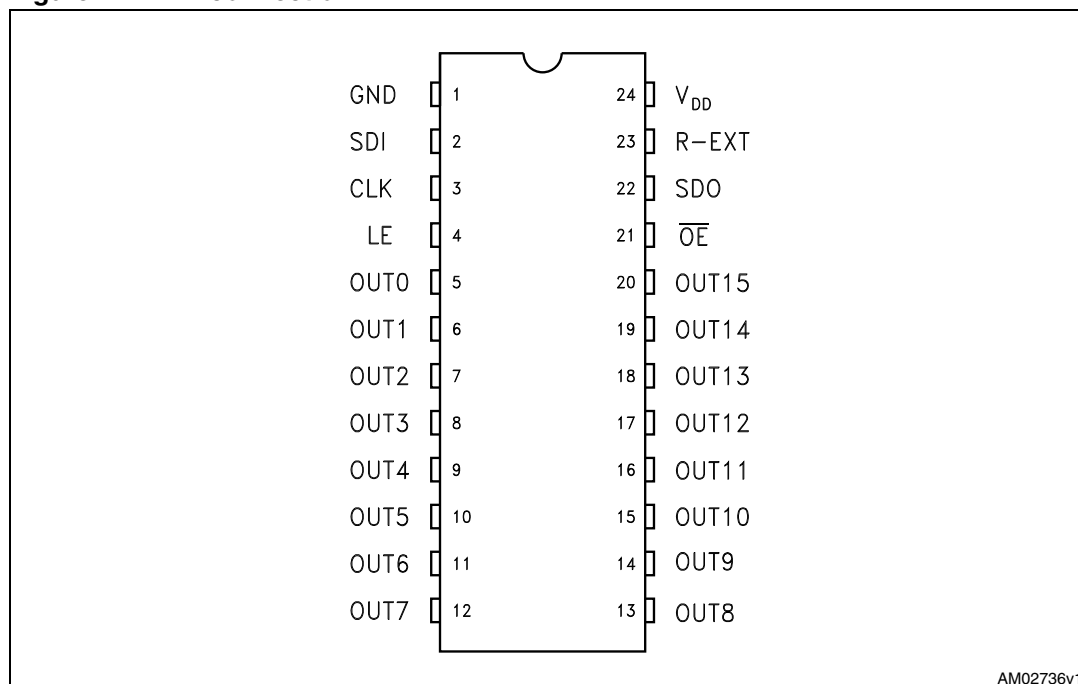 GND 1 24 VDD
SDI 2 23 R-EXT
CLK 3 22 SDO
LE 4 21 O̅E̅
OUT0 5 20 OUT15
OUT1 6 19 OUT14
OUT2 7 18 OUT13
OUT3 8 17 OUT12
OUT4 9 16 OUT11
OUT5 10 15 OUT10
OUT6 11 14 OUT9
OUT7 12 13 OUT8
AM02736v1